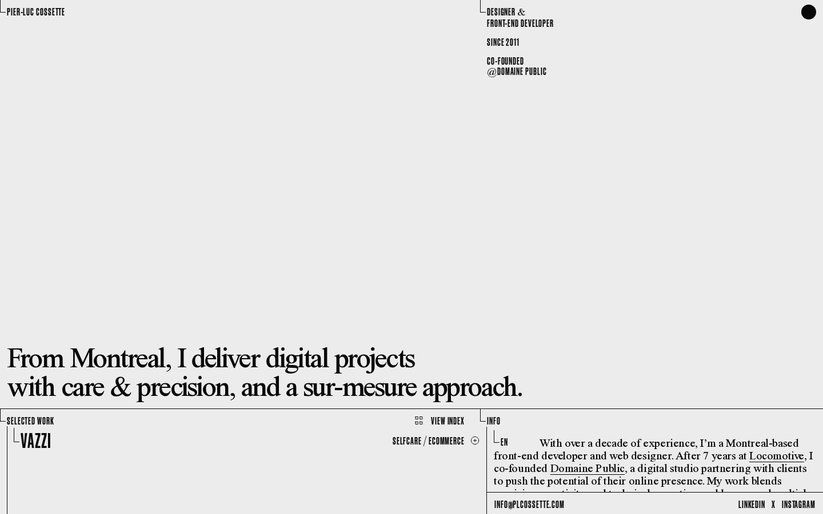 PIER-LUC COSSETTE
DESIGNER &
FRONT-END DEVELOPER
SINCE 2011
CO-FOUNDED
@DOMAINE PUBLIC
From Montreal, I deliver digital projects
with care & precision, and a sur-mesure approach.
SELECTED WORK
VIEW INDEX
VAZZI
SELFCARE / ECOMMERCE
INFO
EN
With over a decade of experience, I'm a Montreal-based
front-end developer and web designer. After 7 years at Locomotive, I
co-founded Domaine Public, a digital studio partnering with clients
to push the potential of their online presence. My work blends
INFO@PLCOSSETTE.COM
LINKEDIN X INSTAGRAM